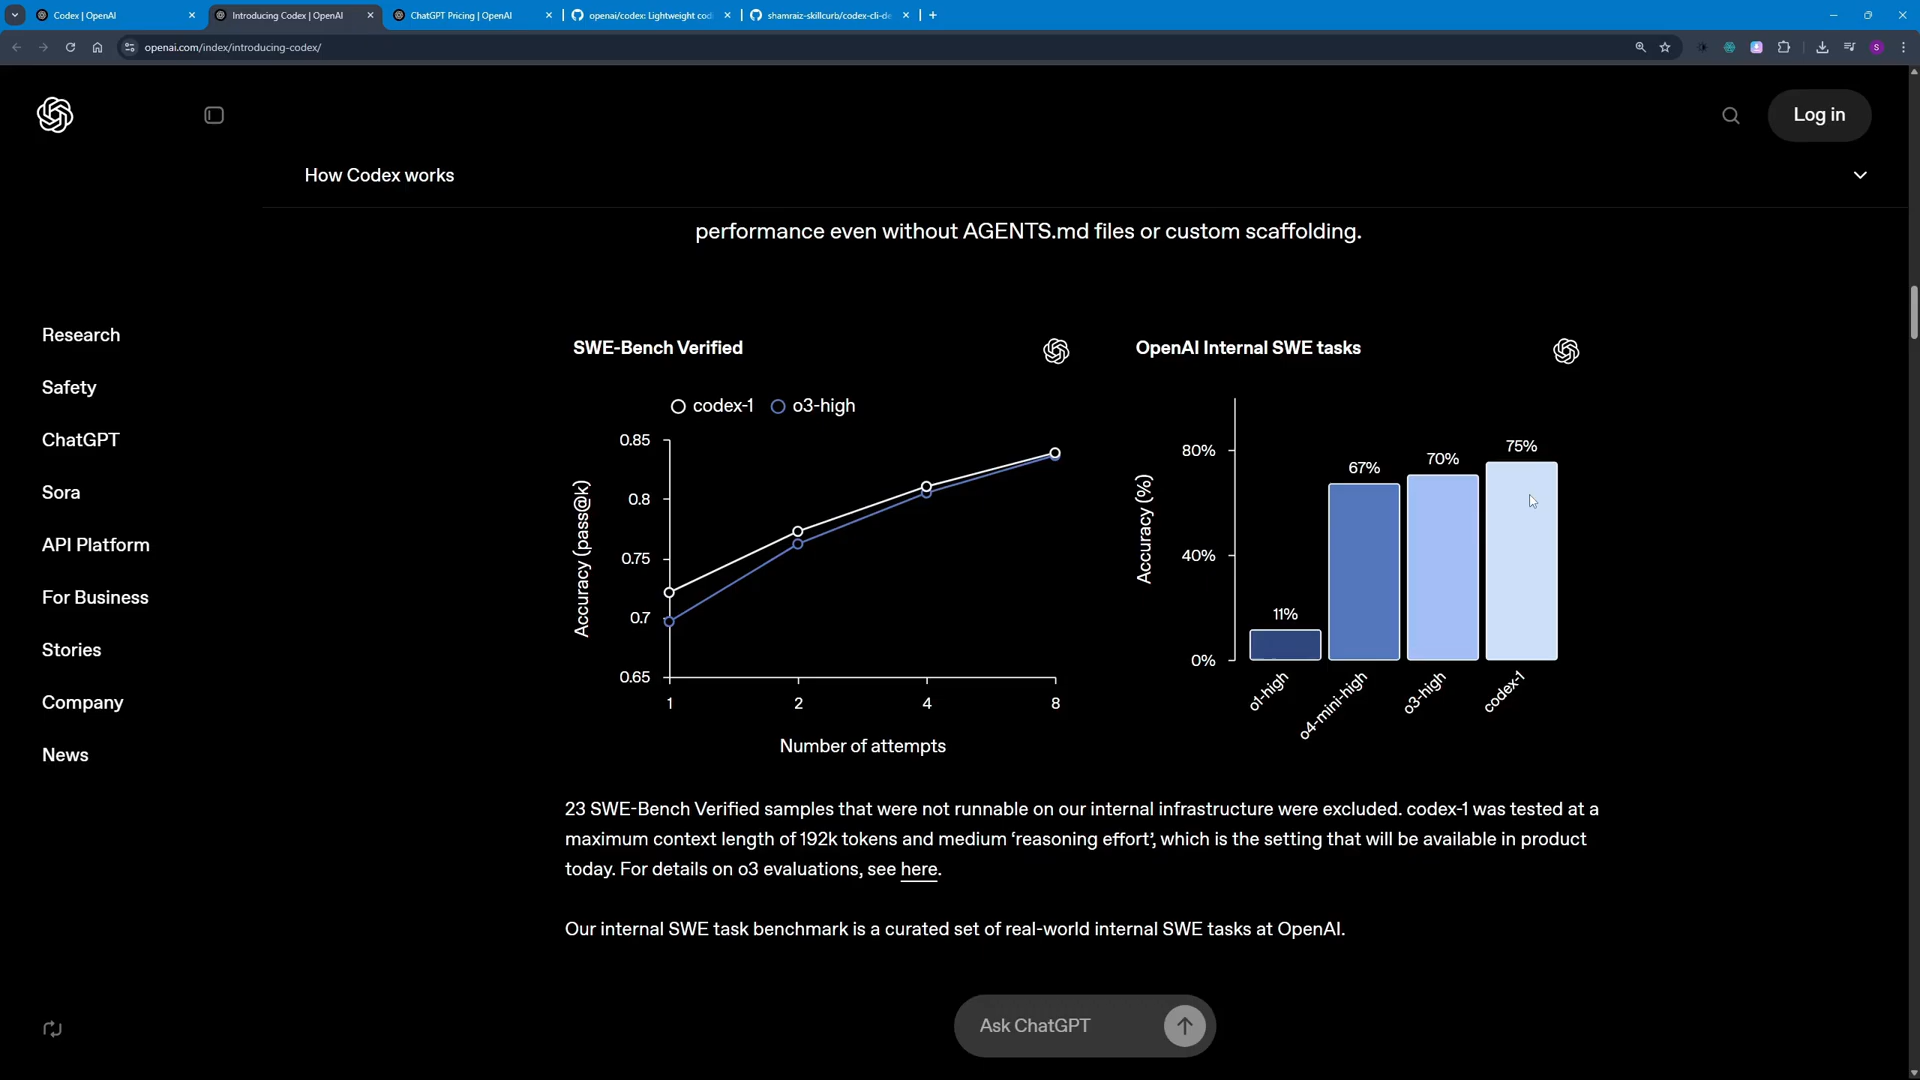 Codex | OpenAI
Introducing Codex | OpenAI
ChatGPT Pricing | OpenAI
openai/codex: Lightweight cod
shamraiz-skillcurb/codex-cli-de
openai.com/index/introducing-codex/
S
Log in
How Codex works
performance even without AGENTS.md files or custom scaffolding.
Research
Safety
ChatGPT
Sora
API Platform
For Business
Stories
Company
News
SWE-Bench Verified
codex-1
o3-high
0.85
0.8
0.75
0.7
0.65
Accuracy (pass@k)
1
2
4
8
Number of attempts
OpenAI Internal SWE tasks
80%
40%
0%
Accuracy (%)
11%
67%
70%
75%
o1-high
o4-mini-high
o3-high
codex-1
23 SWE-Bench Verified samples that were not runnable on our internal infrastructure were excluded. codex-1 was tested at a
maximum context length of 192k tokens and medium ‘reasoning effort’, which is the setting that will be available in product
today. For details on o3 evaluations, see here.
Our internal SWE task benchmark is a curated set of real-world internal SWE tasks at OpenAI.
Ask ChatGPT